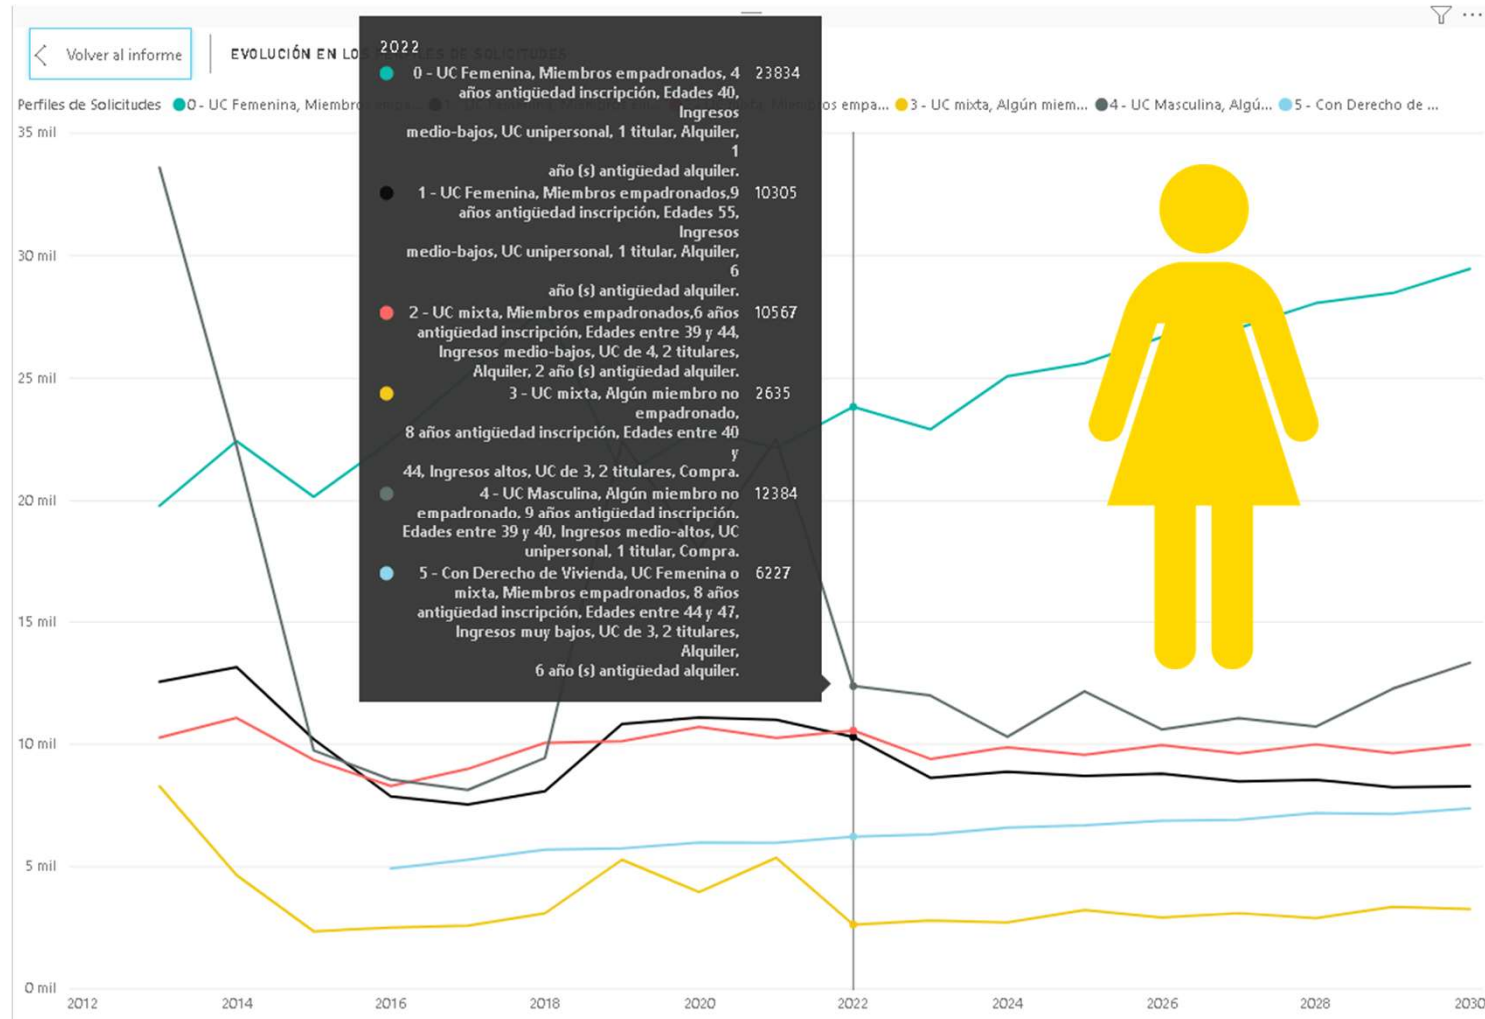 Volver al informe
EVOLUCIÓN EN LOS PERFILES DE SOLICITUDES
Perfiles de Solicitudes 0 - UC Femenina, Miembr
os empa... 3 - UC mixta, Algún miem... 4 - UC Masculina, Algú... 5 - Con Derecho de ...
2022
0 - UC Femenina, Miembros empadronados, 4 23834
años antigüedad inscripción, Edades 40,
Ingresos
medio-bajos, UC unipersonal, 1 titular, Alquiler,
1
año (s) antigüedad alquiler.
1 - UC Femenina, Miembros empadronados,9 10305
años antigüedad inscripción, Edades 55,
Ingresos
medio-bajos, UC unipersonal, 1 titular, Alquiler,
6
año (s) antigüedad alquiler.
2 - UC mixta, Miembros empadronados,6 años 10567
antigüedad inscripción, Edades entre 39 y 44,
Ingresos medio-bajos, UC de 4, 2 titulares,
Alquiler, 2 año (s) antigüedad alquiler.
3 - UC mixta, Algún miembro no 2635
empadronado,
8 años antigüedad inscripción, Edades entre 40
y
44, Ingresos altos, UC de 3, 2 titulares, Compra.
4 - UC Masculina, Algún miembro no 12384
empadronado, 9 años antigüedad inscripción,
Edades entre 39 y 40, Ingresos medio-altos, UC
unipersonal, 1 titular, Compra.
5 - Con Derecho de Vivienda, UC Femenina o 6227
mixta, Miembros empadronados, 8 años
antigüedad inscripción, Edades entre 44 y 47,
Ingresos muy bajos, UC de 3, 2 titulares,
Alquiler,
6 año (s) antigüedad alquiler.
35 mil
30 mil
25 mil
20 mil
15 mil
10 mil
5 mil
0 mil
2012 2014 2016 2018 2020 2022 2024 2026 2028 2030